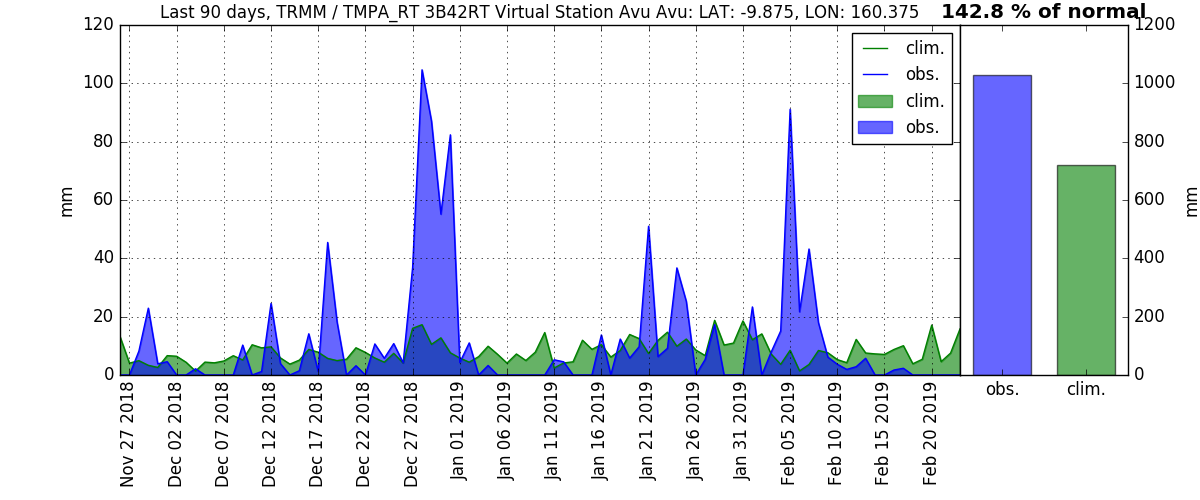 Last 90 days, TRMM / TMPA_RT 3B42RT Virtual Station Avu Avu: LAT: -9.875, LON: 160.375
142.8 % of normal
120
100
80
60
40
20
0
mm
clim.
obs.
clim.
obs.
1200
1000
800
600
400
200
0
mm
obs.
clim.
Nov 27 2018
Dec 02 2018
Dec 07 2018
Dec 12 2018
Dec 17 2018
Dec 22 2018
Dec 27 2018
Jan 01 2019
Jan 06 2019
Jan 11 2019
Jan 16 2019
Jan 21 2019
Jan 26 2019
Jan 31 2019
Feb 05 2019
Feb 10 2019
Feb 15 2019
Feb 20 2019